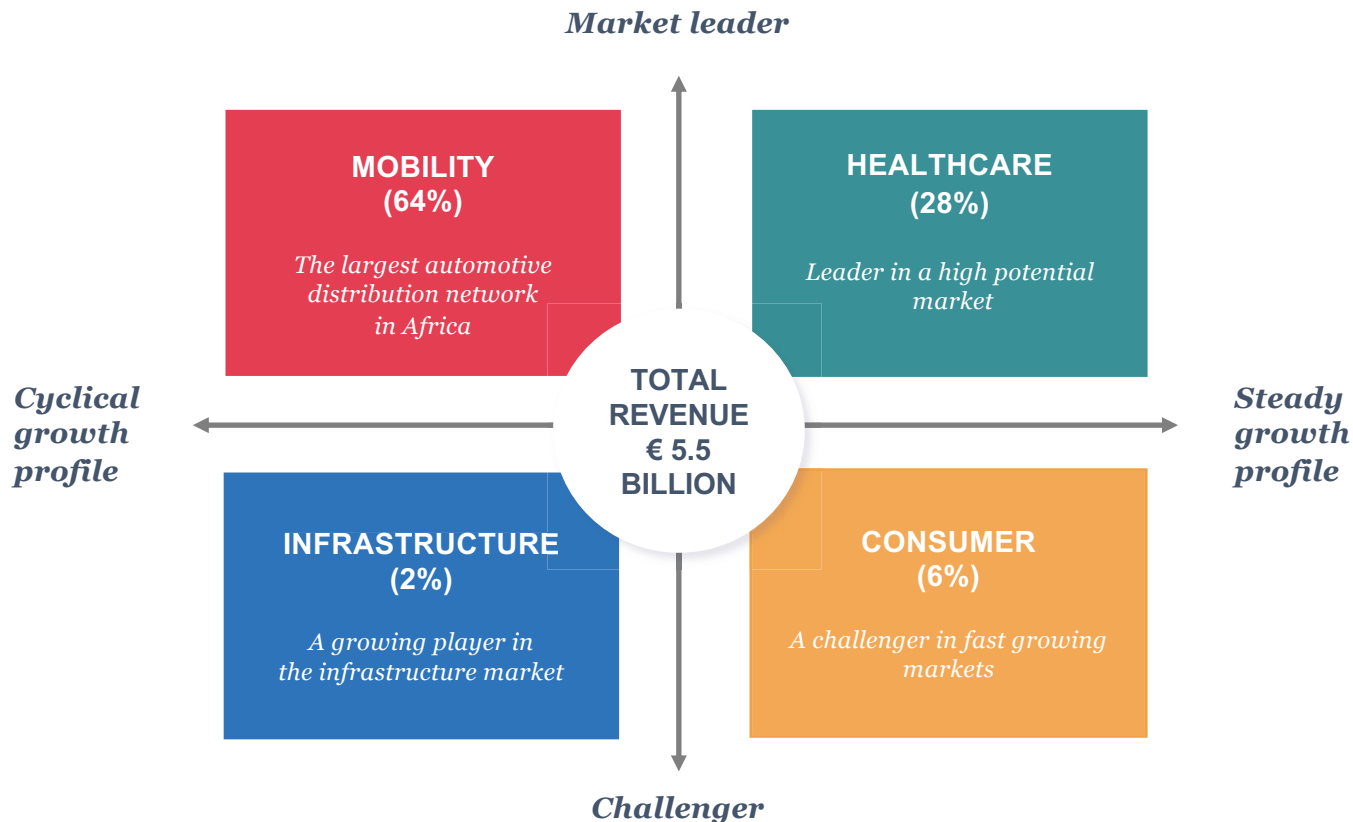 Market leader
MOBILITY
(64%)
The largest automotive
distribution network
in Africa
HEALTHCARE
(28%)
Leader in a high potential
market
Cyclical
growth
profile
TOTAL
REVENUE
€ 5.5
BILLION
Steady
growth
profile
INFRASTRUCTURE
(2%)
A growing player in
the infrastructure market
CONSUMER
(6%)
A challenger in fast growing
markets
Challenger